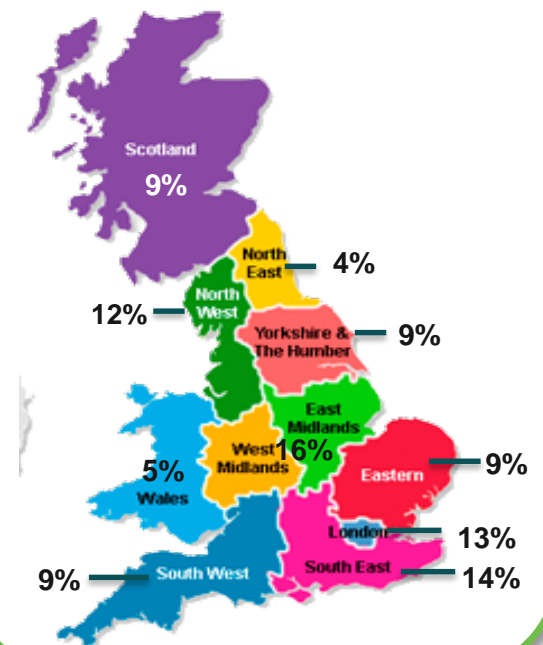 Scotland
9%
North
East
4%
North
West
12%
Yorkshire &
The Humber
9%
East
Midlands
16%
West
Midlands
5%
Wales
Eastern
9%
London
13%
South East
14%
South West
9%